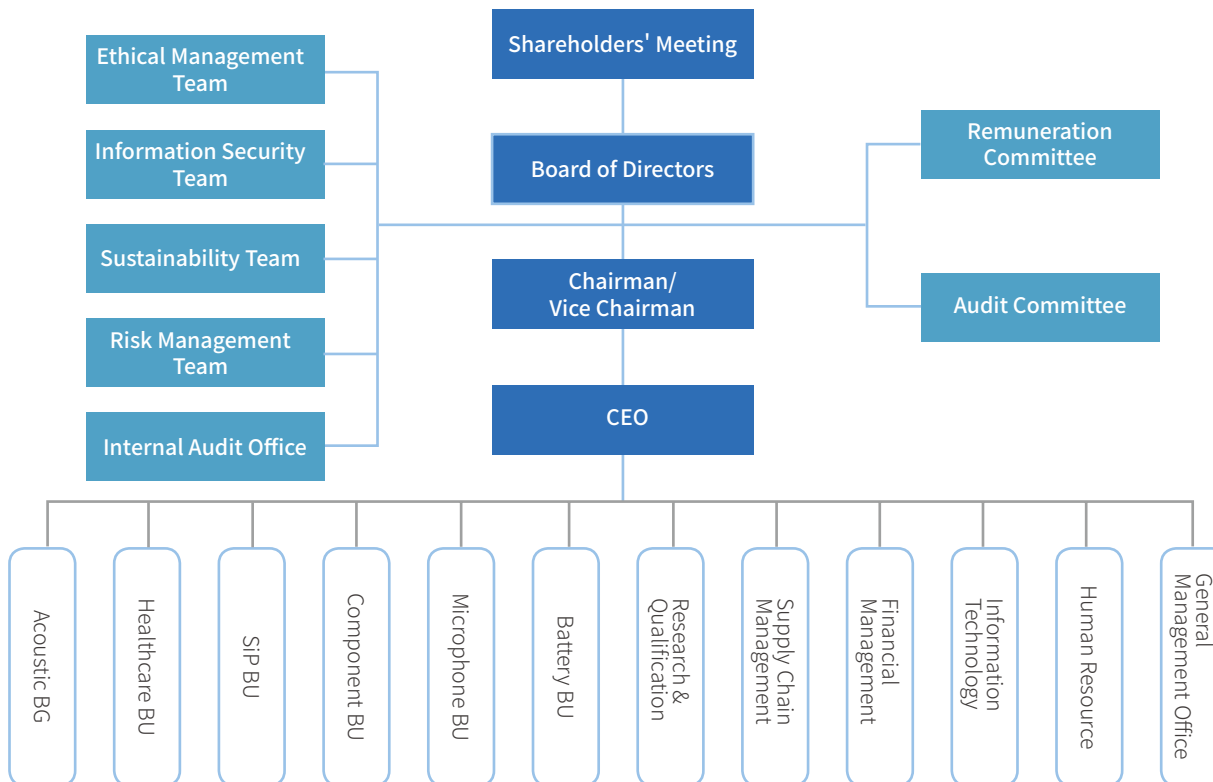 Shareholders' Meeting
Ethical Management
Team
Information Security
Team
Sustainability Team
Risk Management
Team
Internal Audit Office
Board of Directors
Remuneration
Committee
Chairman/
Vice Chairman
Audit Committee
CEO
Acoustic BG
Healthcare BU
SiP BU
Component BU
Microphone BU
Battery BU
Research &
Qualification
Supply Chain
Management
Financial
Management
Information
Technology
Human Resource
General
Management Office